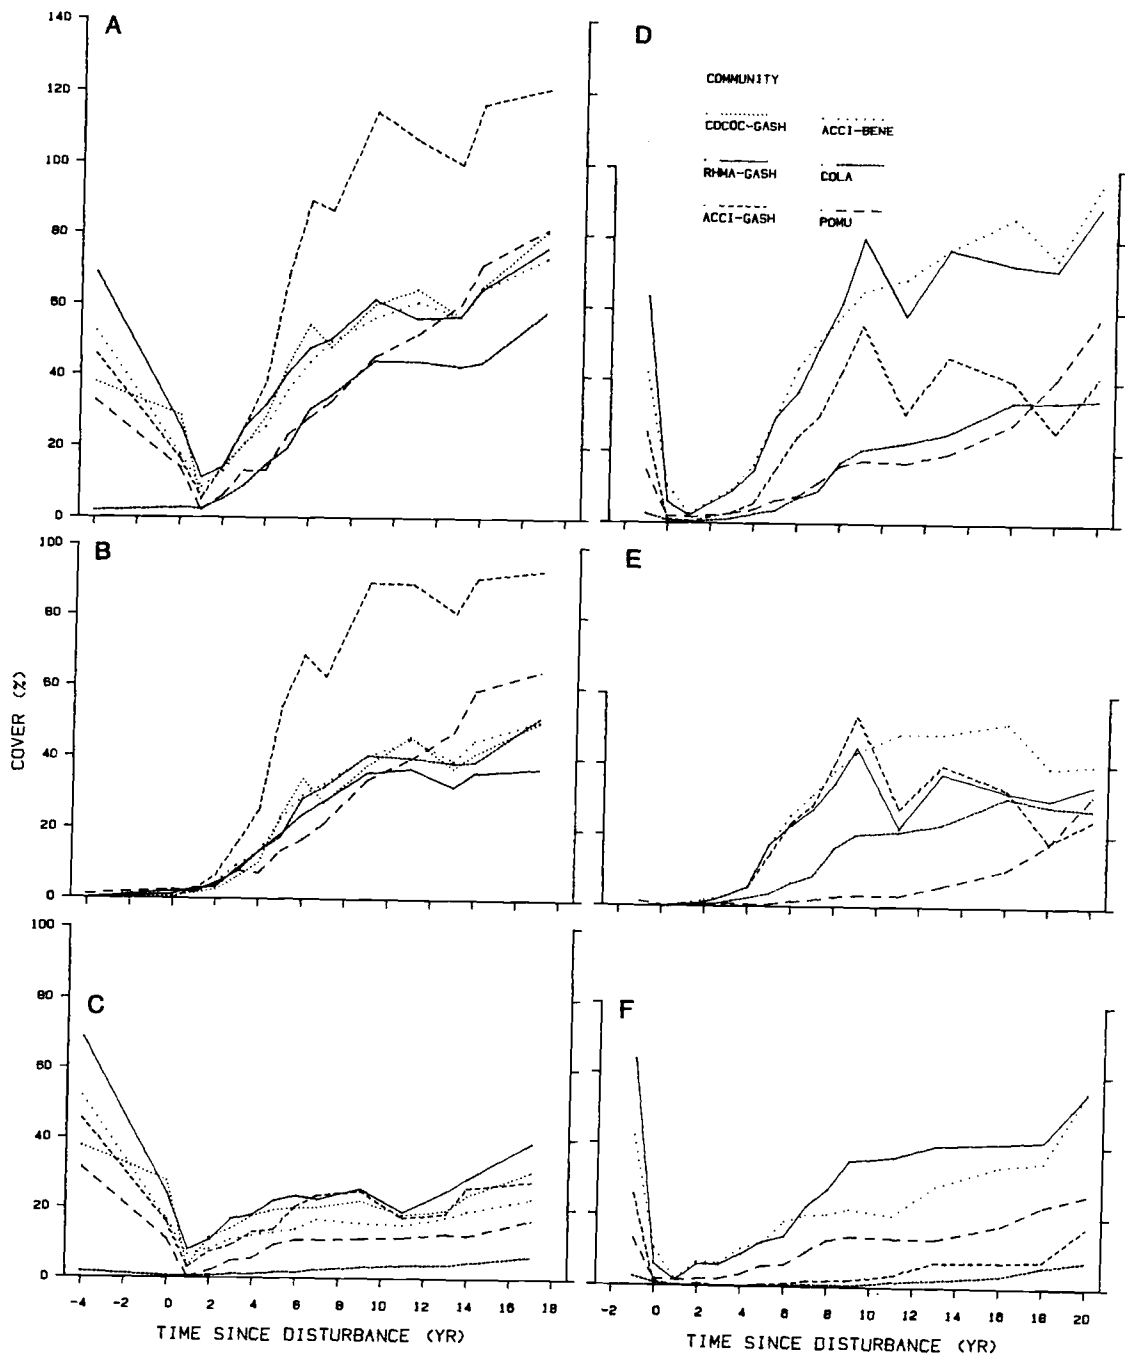 A
140
120
100
80
60
40
20
0
D
COMMUNITY
COCOC-GASH
ACCI-BENE
RHMA-GASH
COLA
ACCI-GASH
POMU
B
100
80
60
40
20
0
COVER (%)
E
C
100
80
60
40
20
0
F
-4 -2 0 2 4 6 8 10 12 14 16 18
TIME SINCE DISTURBANCE (YR)
-2 0 2 4 6 8 10 12 14 16 18 20
TIME SINCE DISTURBANCE (YR)